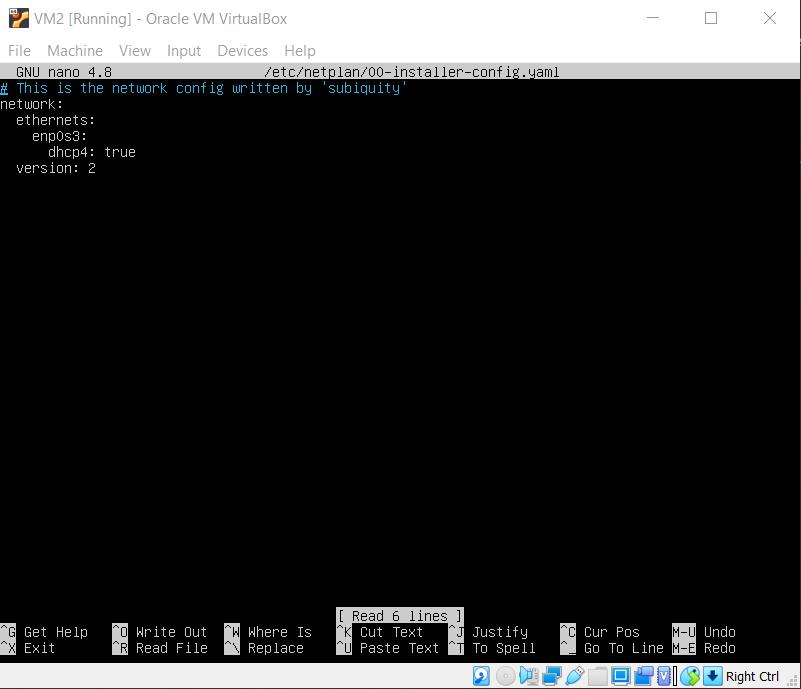 VM2 [Running] - Oracle VM VirtualBox
File Machine View Input Devices Help
GNU nano 4.8 /etc/netplan/00-installer-config.yaml
# This is the network config written by 'subiquity'
network:
  ethernets:
    enp0s3:
      dhcp4: true
  version: 2
[ Read 6 lines ]
^G Get Help ^O Write Out ^W Where Is ^K Cut Text ^J Justify ^C Cur Pos M-U Undo
^X Exit ^R Read File ^\ Replace ^U Paste Text ^T To Spell ^_ Go To Line M-E Redo
Right Ctrl